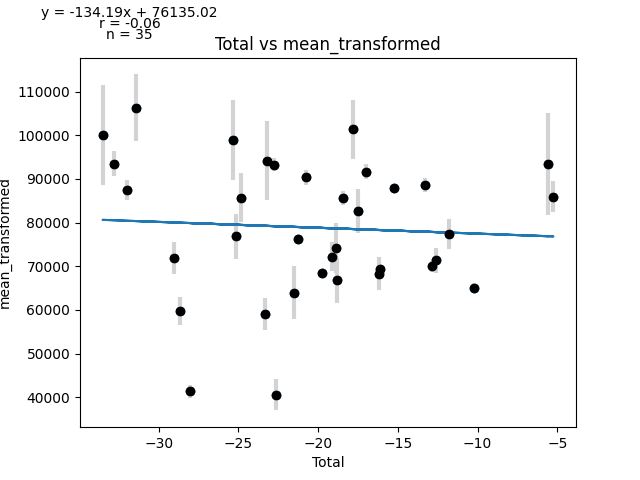 y = -134.19x + 76135.02
r = -0.06
n = 35
Total vs mean_transformed
mean_transformed
110000
100000
90000
80000
70000
60000
50000
40000
−30
−25
−20
−15
−10
−5
Total